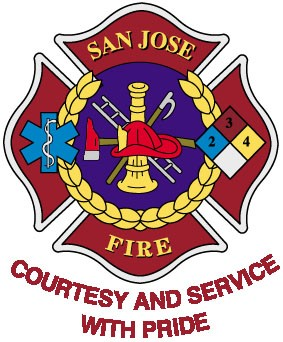 SAN JOSE
3
2 4
FIRE
COURTESY AND SERVICE
WITH PRIDE